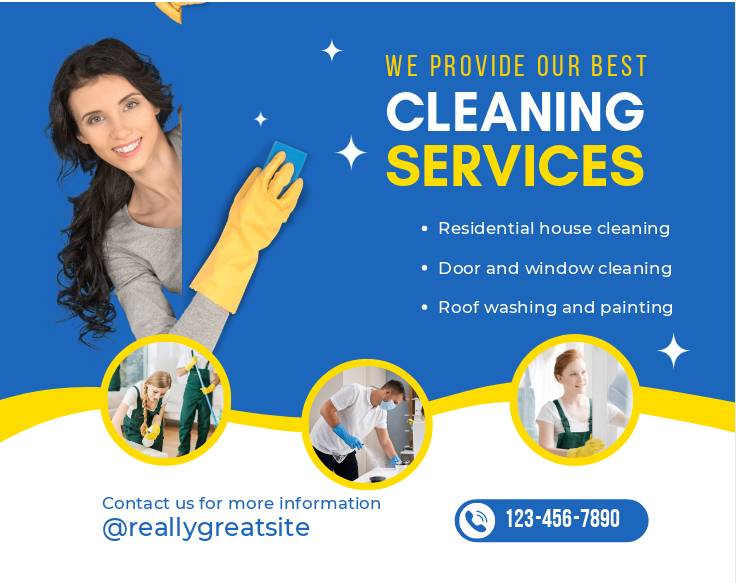 WE PROVIDE OUR BEST
CLEANING
SERVICES
• Residential house cleaning
• Door and window cleaning
• Roof washing and painting
Contact us for more information
@reallygreatsite
123-456-7890